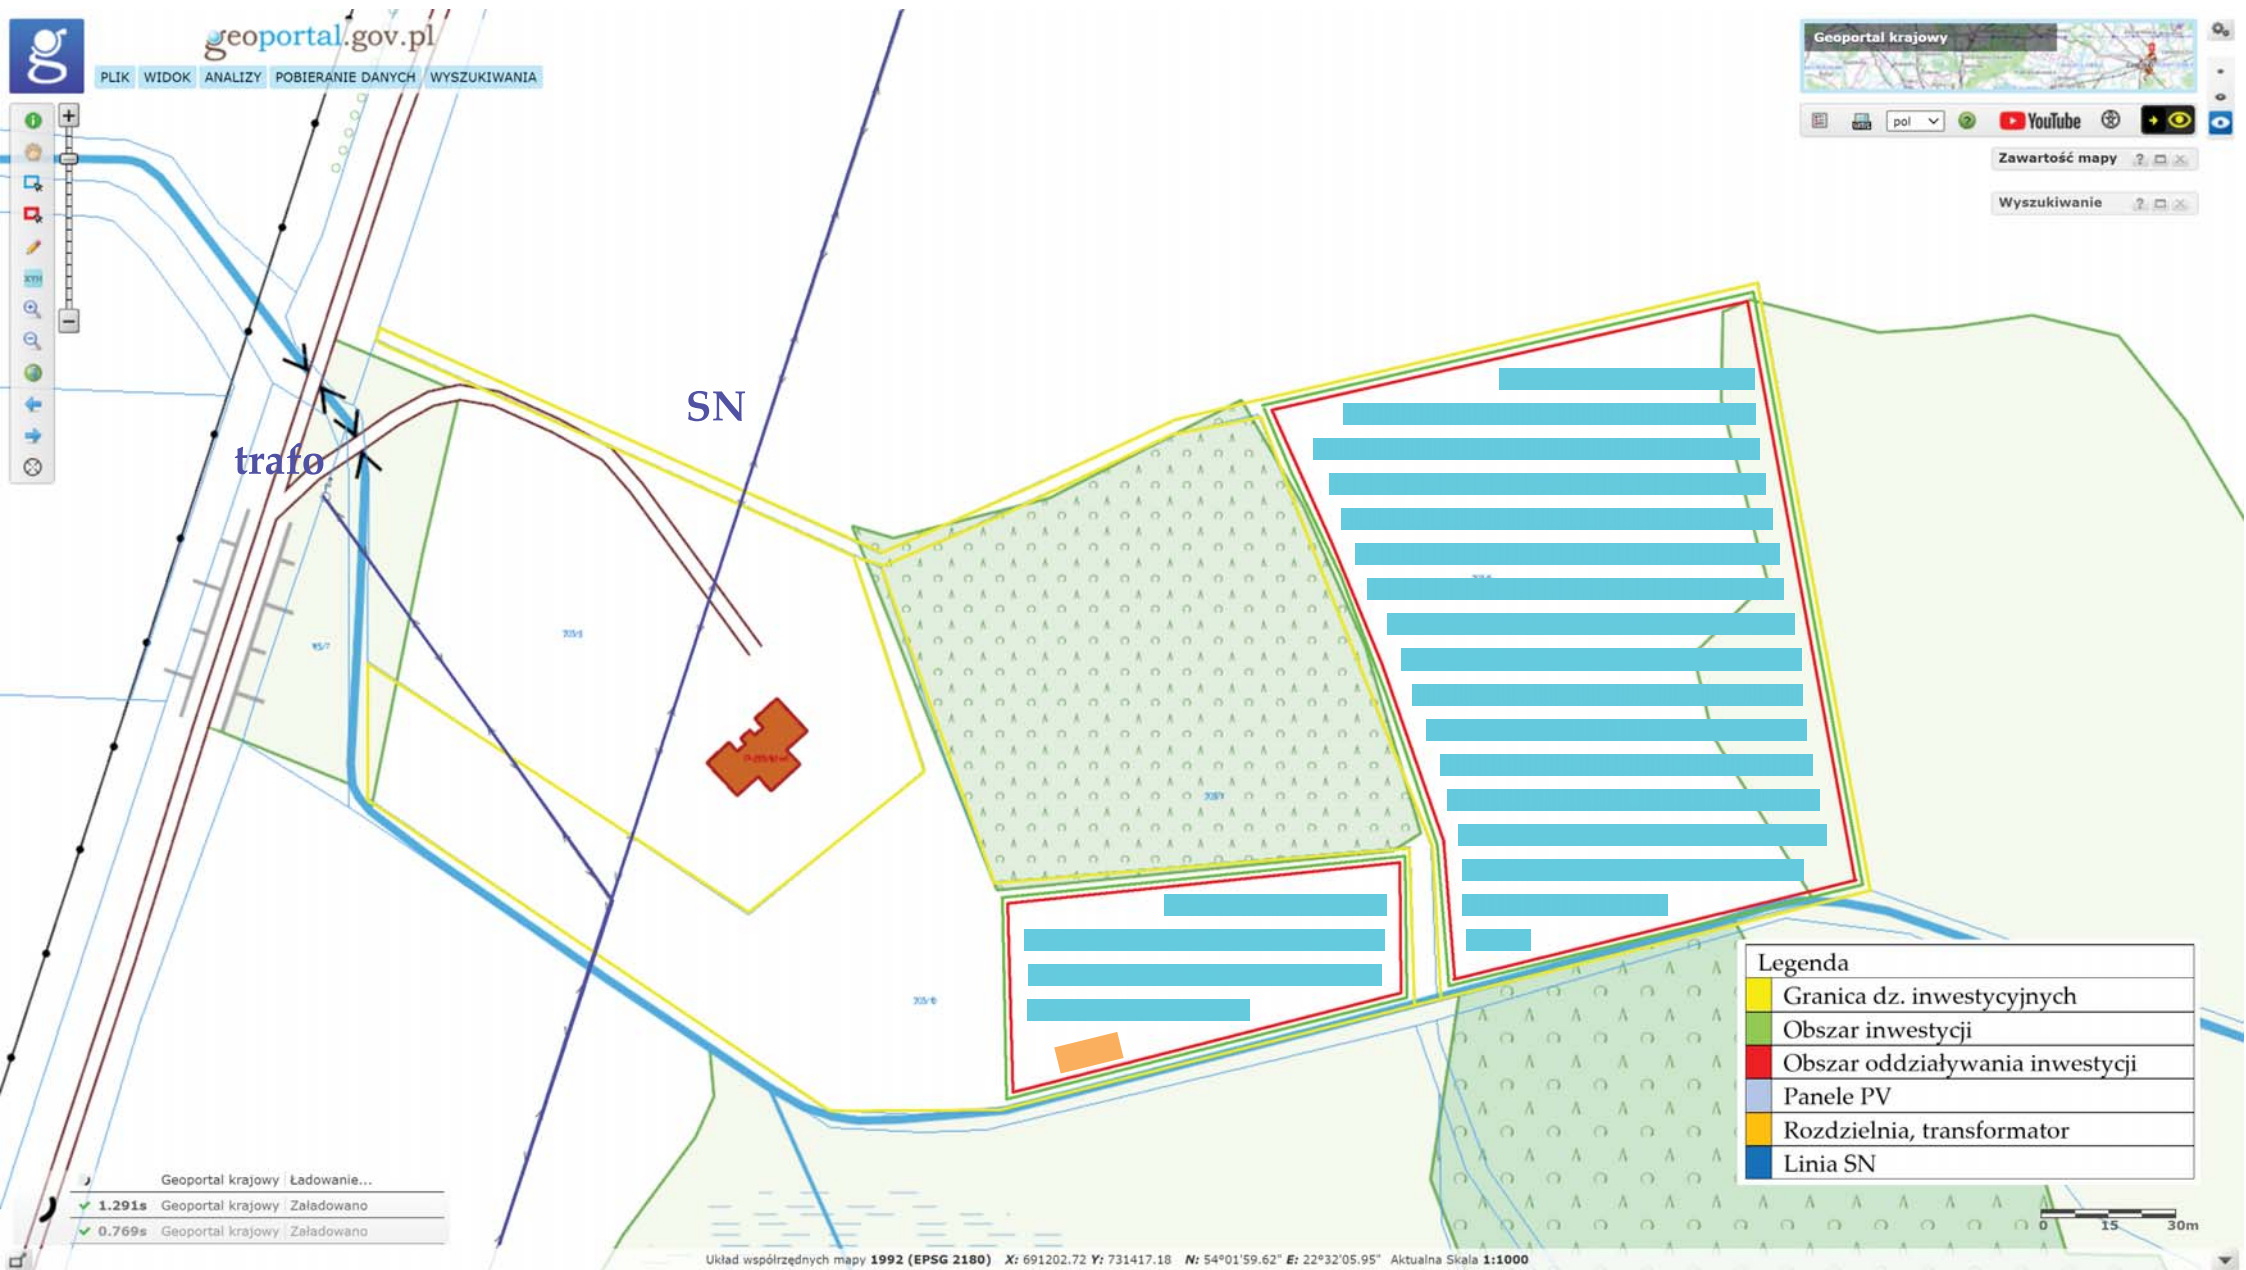 geoportal.gov.pl
PLIK WIDOK ANALIZY POBIERANIE DANYCH WYSZUKIWANIA
Geoportal krajowy
pol
YouTube
Zawartość mapy
Wyszukiwanie
SN
trafo
Legenda
Granica dz. inwestycyjnych
Obszar inwestycji
Obszar oddziaływania inwestycji
Panele PV
Rozdzielnia, transformator
Linia SN
Geoportal krajowy Ładowanie...
1.291s Geoportal krajowy Załadowano
0.769s Geoportal krajowy Załadowano
0 15 30m
Układ współrzędnych mapy 1992 (EPSG 2180) X: 691202.72 Y: 731417.18 N: 54°01'59.62" E: 22°32'05.95" Aktualna Skala 1:1000